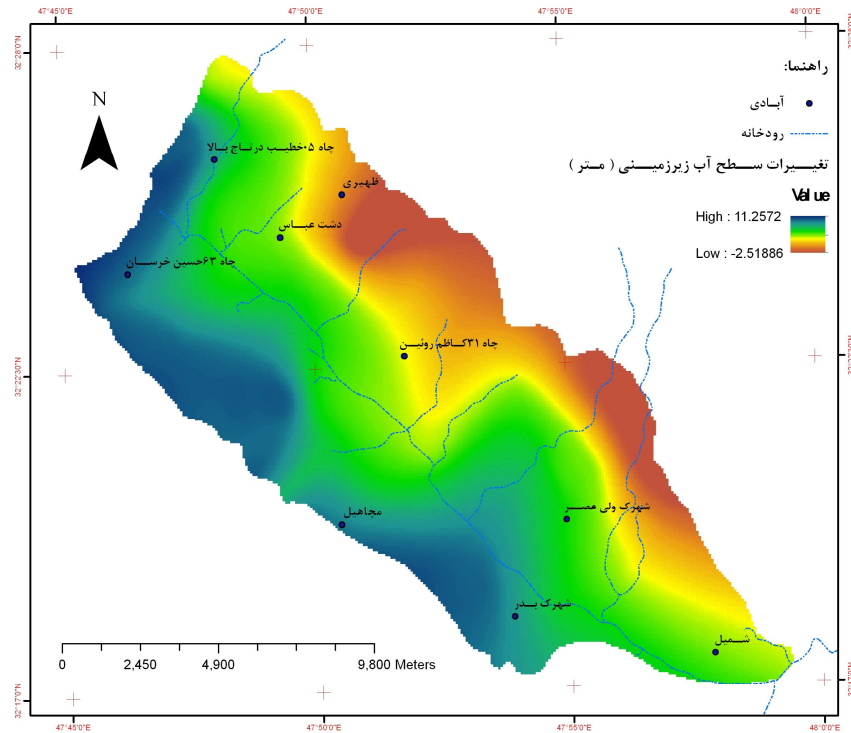 47°45'0"E
47°50'0"E
47°55'0"E
48°0'0"E
32°28'0"N
راهنما:
آبادی
رودخانه
تغییرات سطح آب زیرزمینی ( متر )
Value
High : 11.2572
Low : -2.51886
N
چاه ۰۵خطیب درتاج بالا
ظهیری
دشت عباس
چاه ۶۳حسین خرسان
چاه ۳۱کاظم روئین
32°22'30"N
شهرک ولی عصر
مجاهیل
شهرک بدر
شمیل
0 2,450 4,900 9,800 Meters
32°17'0"N
47°45'0"E
47°50'0"E
47°55'0"E
48°0'0"E